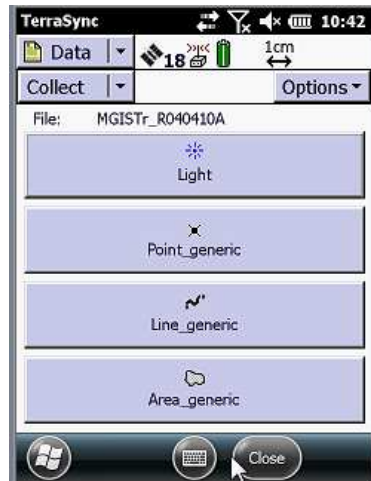 TerraSync 10:42
Data 18 1cm
Collect Options
File: MGISTr_R040410A
Light
Point_generic
Line_generic
Area_generic
Close